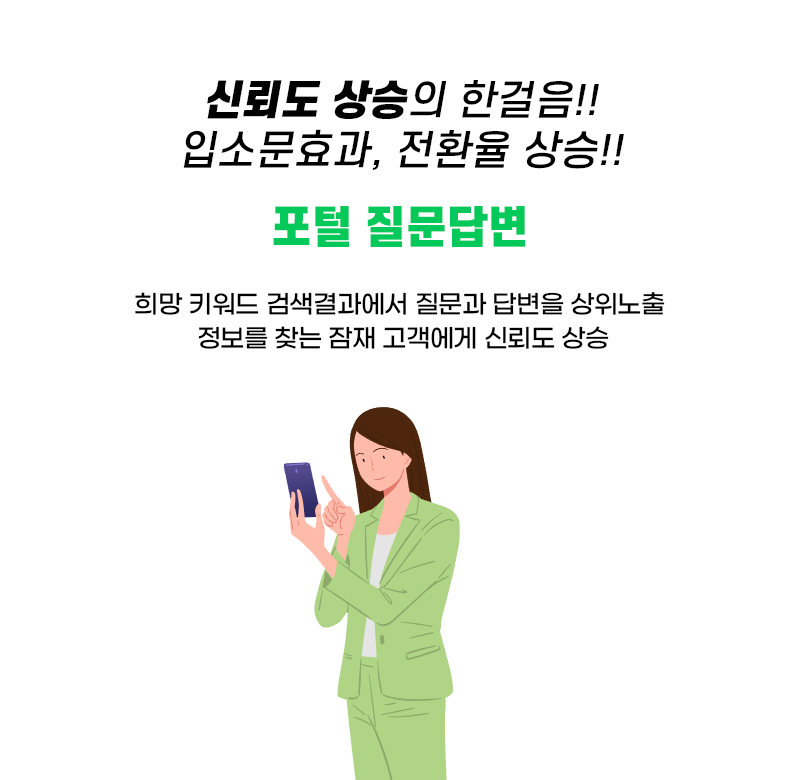 신뢰도 상승의 한걸음!!
입소문효과, 전환율 상승!!
포털 질문답변
희망 키워드 검색결과에서 질문과 답변을 상위노출
정보를 찾는 잠재 고객에게 신뢰도 상승